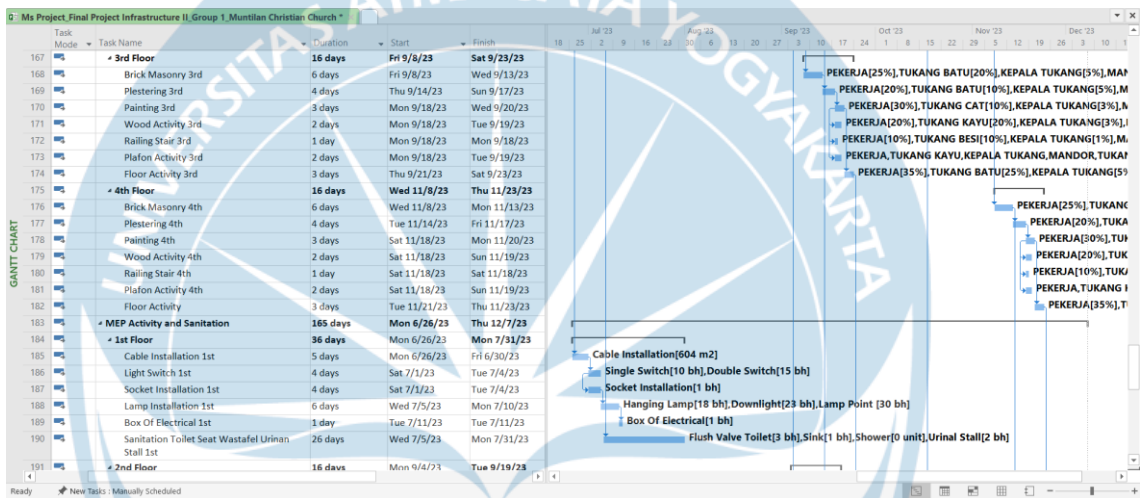 Ms Project_Final Project Infrastructure II_Group 1_Muntilan Christian Church *
Task Mode Task Name Duration Start Finish
Jul '23 Aug '23 Sep '23 Oct '23 Nov '23 Dec '23
18 25 2 9 16 23 30 6 13 20 27 3 10 17 24 1 8 15 22 29 5 12 19 26 3 10 1
167 3rd Floor 16 days Fri 9/8/23 Sat 9/23/23
168 Brick Masonry 3rd 6 days Fri 9/8/23 Wed 9/13/23 PEKERJA[25%],TUKANG BATU[20%],KEPALA TUKANG[5%],MAN
169 Plestering 3rd 4 days Thu 9/14/23 Sun 9/17/23 PEKERJA[20%],TUKANG BATU[10%],KEPALA TUKANG[5%],M
170 Painting 3rd 3 days Mon 9/18/23 Wed 9/20/23 PEKERJA[30%],TUKANG CAT[10%],KEPALA TUKANG[3%],M
171 Wood Activity 3rd 2 days Mon 9/18/23 Tue 9/19/23 PEKERJA[20%],TUKANG KAYU[20%],KEPALA TUKANG[3%],
172 Railing Stair 3rd 1 day Mon 9/18/23 Mon 9/18/23 PEKERJA[10%],TUKANG BESI[10%],KEPALA TUKANG[1%],M
173 Plafon Activity 3rd 2 days Mon 9/18/23 Tue 9/19/23 PEKERJA,TUKANG KAYU,KEPALA TUKANG,MANDOR,TUKAN
174 Floor Activity 3rd 3 days Thu 9/21/23 Sat 9/23/23 PEKERJA[35%],TUKANG BATU[25%],KEPALA TUKANG[5%
175 4th Floor 16 days Wed 11/8/23 Thu 11/23/23
176 Brick Masonry 4th 6 days Wed 11/8/23 Mon 11/13/23 PEKERJA[25%],TUKANG
177 Plestering 4th 4 days Tue 11/14/23 Fri 11/17/23 PEKERJA[20%],TUKA
178 Painting 4th 3 days Sat 11/18/23 Mon 11/20/23 PEKERJA[30%],TUK
179 Wood Activity 4th 2 days Sat 11/18/23 Sun 11/19/23 PEKERJA[20%],TUK
180 Railing Stair 4th 1 day Sat 11/18/23 Sat 11/18/23 PEKERJA[10%],TUKA
181 Plafon Activity 4th 2 days Sat 11/18/23 Sun 11/19/23 PEKERJA,TUKANG
182 Floor Activity 3 days Tue 11/21/23 Thu 11/23/23 PEKERJA[35%],T
183 MEP Activity and Sanitation 165 days Mon 6/26/23 Thu 12/7/23
184 1st Floor 36 days Mon 6/26/23 Mon 7/31/23
185 Cable Installation 1st 5 days Mon 6/26/23 Fri 6/30/23 Cable Installation[604 m2]
186 Light Switch 1st 4 days Sat 7/1/23 Tue 7/4/23 Single Switch[10 bh],Double Switch[15 bh]
187 Socket Installation 1st 4 days Sat 7/1/23 Tue 7/4/23 Socket Installation[1 bh]
188 Lamp Installation 1st 6 days Wed 7/5/23 Mon 7/10/23 Hanging Lamp[18 bh],Downlight[23 bh],Lamp Point [30 bh]
189 Box Of Electrical 1st 1 day Tue 7/11/23 Tue 7/11/23 Box Of Electrical[1 bh]
190 Sanitation Toilet Seat Wastafel Urinan 26 days Wed 7/5/23 Mon 7/31/23 Flush Valve Toilet[3 bh],Sink[1 bh],Shower[0 unit],Urinal Stall[2 bh]
Stall 1st
191 2nd Floor 16 days Mon 9/4/23 Tue 9/19/23
GANTT CHART
Ready New Tasks : Manually Scheduled
UNIVERSITAS ATMA JAYA YOGYAKARTA